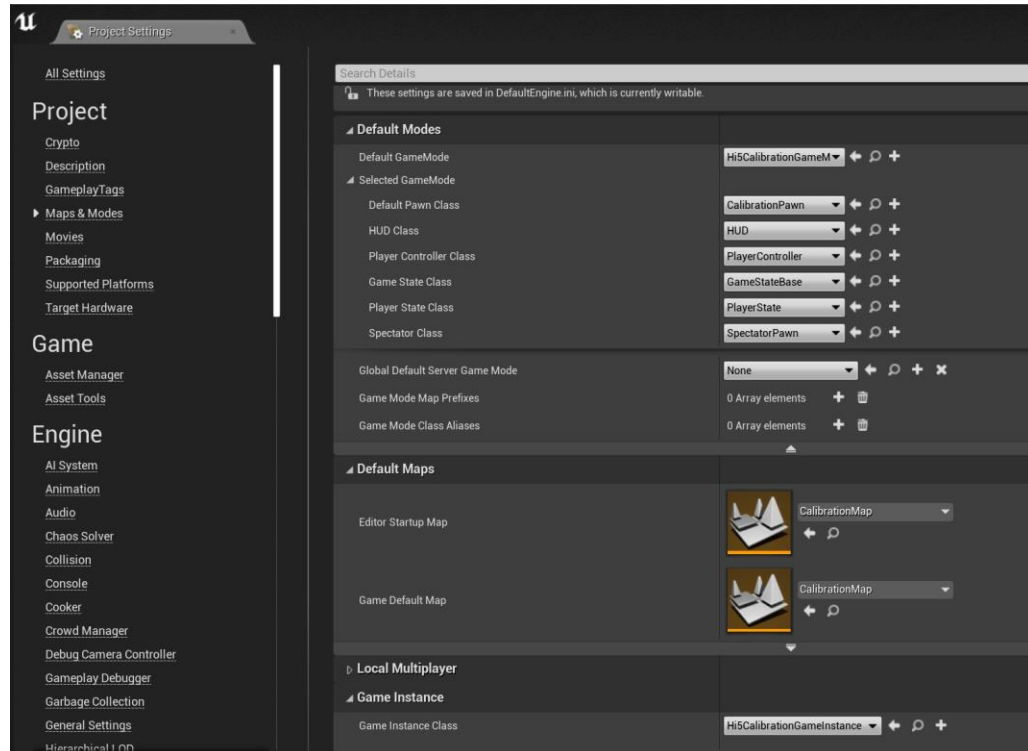 Project Settings
All Settings
Project
Crypto
Description
GameplayTags
Maps & Modes
Movies
Packaging
Supported Platforms
Target Hardware
Game
Asset Manager
Asset Tools
Engine
AI System
Animation
Audio
Chaos Solver
Collision
Console
Cooker
Crowd Manager
Debug Camera Controller
Gameplay Debugger
Garbage Collection
General Settings
Hierarchical LOD
Search Details
These settings are saved in DefaultEngine.ini, which is currently writable.
Default Modes
Default GameMode Hi5CalibrationGameM
Selected GameMode
Default Pawn Class CalibrationPawn
HUD Class HUD
Player Controller Class PlayerController
Game State Class GameStateBase
Player State Class PlayerState
Spectator Class SpectatorPawn
Global Default Server Game Mode None
Game Mode Map Prefixes 0 Array elements
Game Mode Class Aliases 0 Array elements
Default Maps
Editor Startup Map CalibrationMap
Game Default Map CalibrationMap
Local Multiplayer
Game Instance
Game Instance Class Hi5CalibrationGameInstance